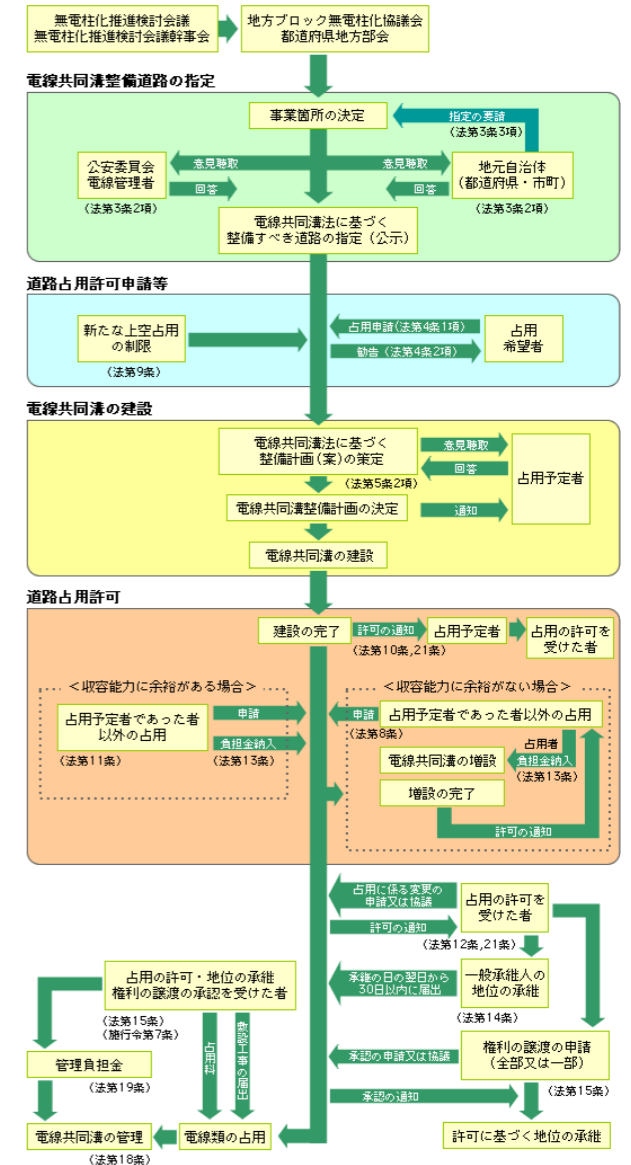 無電柱化推進検討会議
無電柱化推進検討会議幹事会
地方ブロック無電柱化協議会
都道府県地方部会
電線共同溝整備道路の指定
事業箇所の決定
指定の要請
(法第3条3項)
公安委員会
電線管理者
(法第3条2項)
意見聴取
回答
意見聴取
回答
地元自治体
(都道府県・市町)
(法第3条2項)
電線共同溝法に基づく
整備すべき道路の指定(公示)
道路占用許可申請等
新たな上空占用
の制限
(法第9条)
占用申請(法第4条1項)
勧告(法第4条2項)
占用
希望者
電線共同溝の建設
電線共同溝法に基づく
整備計画(案)の策定
(法第5条2項)
意見聴取
回答
占用予定者
電線共同溝整備計画の決定
通知
電線共同溝の建設
道路占用許可
建設の完了
許可の通知
(法第10条,21条)
占用予定者
占用の許可を
受けた者
<収容能力に余裕がある場合>
占用予定者であった者
以外の占用
(法第11条)
申請
負担金納入
(法第13条)
<収容能力に余裕がない場合>
申請
(法第8条)
占用予定者であった者以外の占用
占用者
負担金納入
(法第13条)
電線共同溝の増設
増設の完了
許可の通知
占用に係る変更の
申請又は協議
許可の通知
(法第12条,21条)
占用の許可を
受けた者
承継の日の翌日から
30日以内に届出
一般承継人の
地位の承継
(法第14条)
承認の申請又は協議
権利の譲渡の申請
(全部又は一部)
(法第15条)
承認の通知
許可に基づく地位の承継
占用の許可・地位の承継
権利の譲渡の承認を受けた者
(法第15条)
(施行令第7条)
占用料
敷設工事の届出
管理負担金
(法第19条)
電線共同溝の管理
(法第18条)
電線類の占用